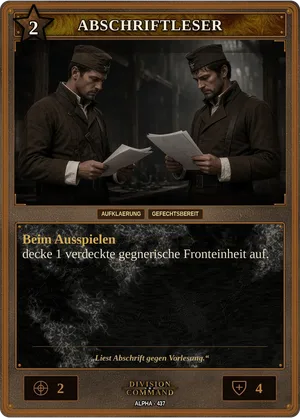 2
ABSCHRIFTLESER
AUFKLAERUNG GEFECHTSBEREIT
Beim Ausspielen
decke 1 verdeckte gegnerische Fronteinheit auf.
„Liest Abschrift gegen Vorlesung.“
2
DIVISION
COMMAND
4
ALPHA · 437